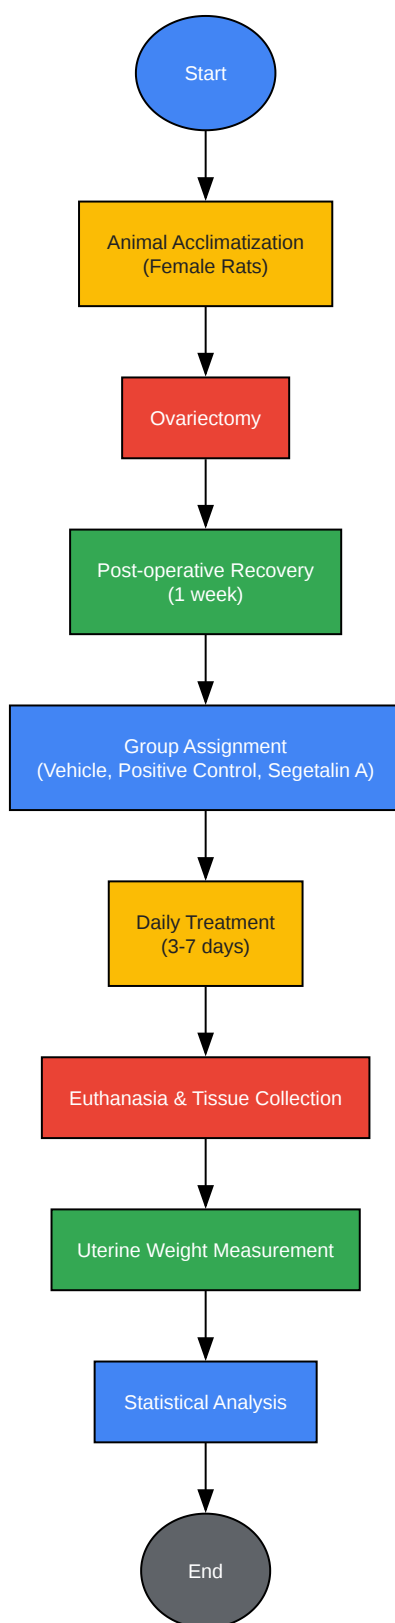 Start
Animal Acclimatization
(Female Rats)
Ovariectomy
Post-operative Recovery
(1 week)
Group Assignment
(Vehicle, Positive Control, Segetalin A)
Daily Treatment
(3-7 days)
Euthanasia & Tissue Collection
Uterine Weight Measurement
Statistical Analysis
End